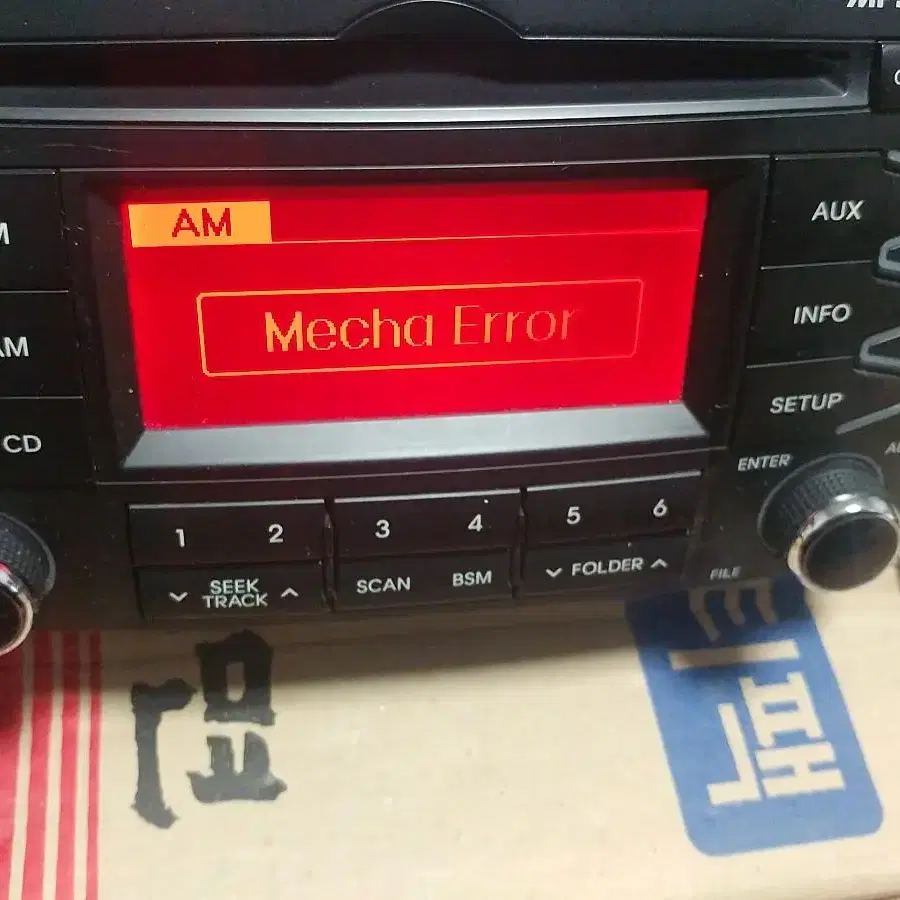 AM
Mecha Error
AUX
INFO
SETUP
CD
ENTER
1 2 3 4 5 6
SEEK
TRACK
SCAN BSM
FOLDER
FILE